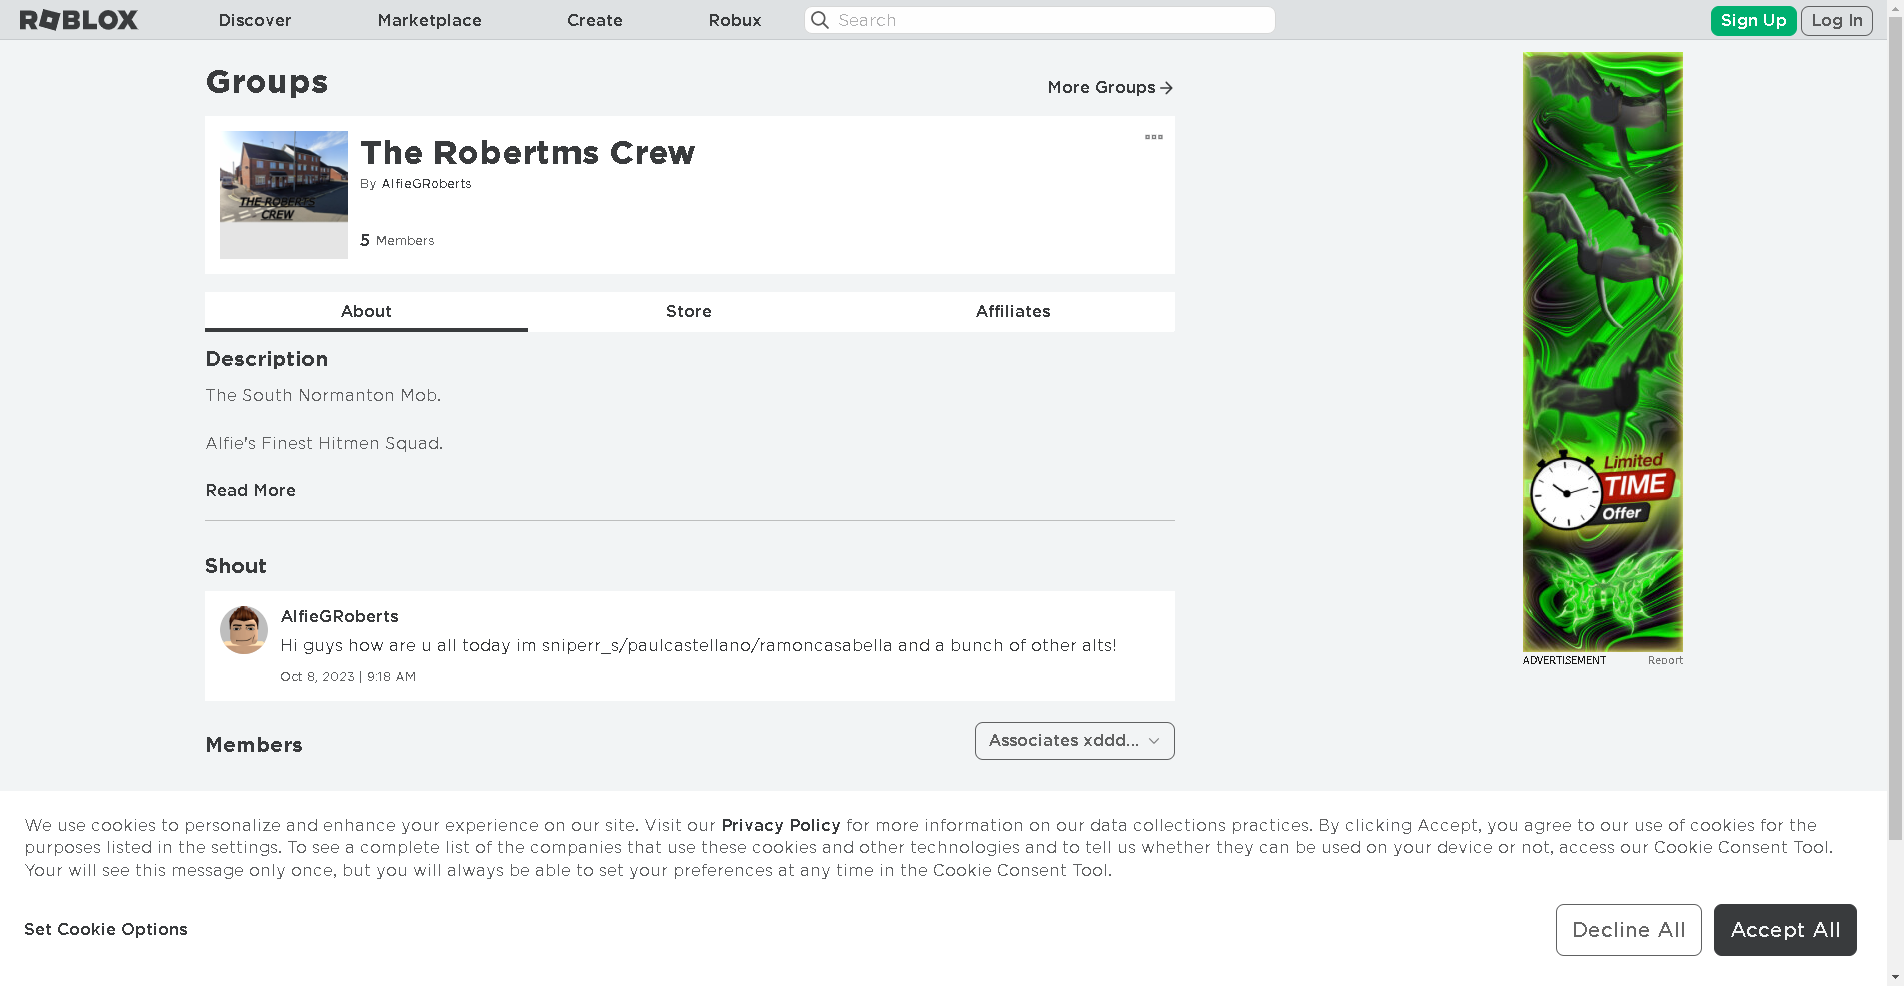 ROBLOX
Discover
Marketplace
Create
Robux
Search
Sign Up
Log In
Groups
More Groups
THE ROBERTS
CREW
The Robertms Crew
By AlfieGRoberts
5 Members
About
Store
Affiliates
Description
The South Normanton Mob.
Alfie's Finest Hitmen Squad.
Read More
Shout
AlfieGRoberts
Hi guys how are u all today im sniperr_s/paulcastellano/ramoncasabella and a bunch of other alts!
Oct 8, 2023 | 9:18 AM
Members
Associates xddd...
Limited
TIME
Offer
ADVERTISEMENT
Report
We use cookies to personalize and enhance your experience on our site. Visit our Privacy Policy for more information on our data collections practices. By clicking Accept, you agree to our use of cookies for the
purposes listed in the settings. To see a complete list of the companies that use these cookies and other technologies and to tell us whether they can be used on your device or not, access our Cookie Consent Tool.
Your will see this message only once, but you will always be able to set your preferences at any time in the Cookie Consent Tool.
Set Cookie Options
Decline All
Accept All